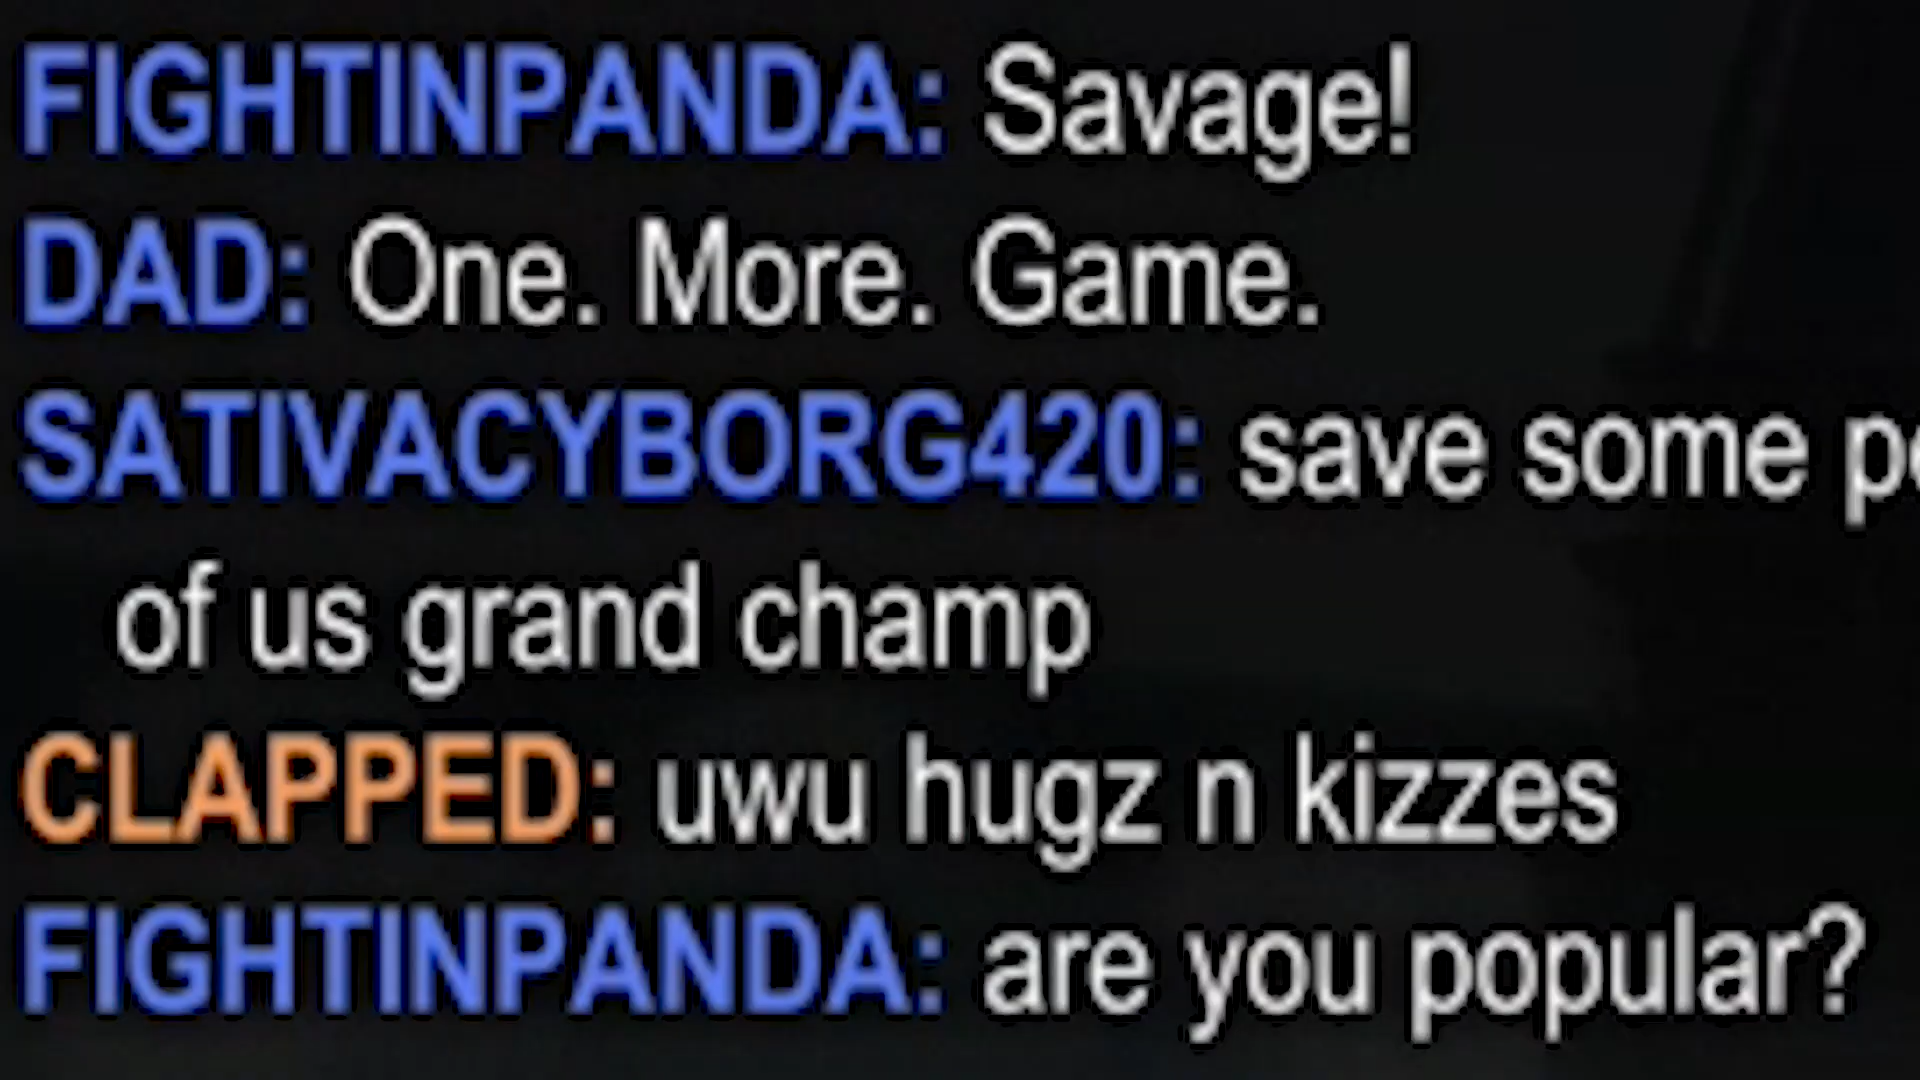 FIGHTINPANDA: Savage!
DAD: One. More. Game.
SATIVACYBORG420: save some
of us grand champ
CLAPPED: uwu hugz n kizzes
FIGHTINPANDA: are you popular?